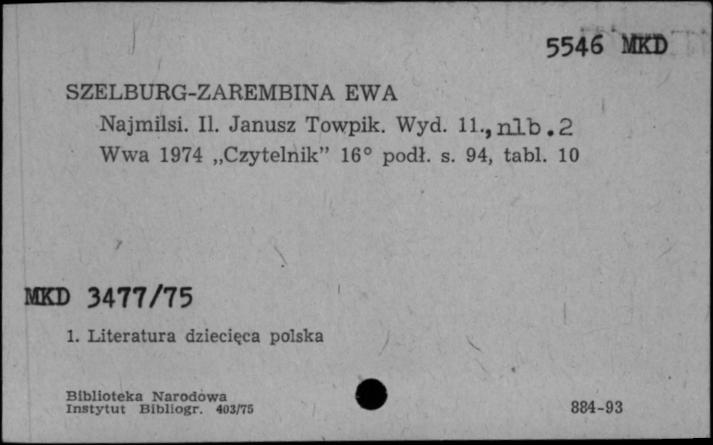 5546 MKD
SZELBURG-ZAREMBINA EWA
Najmilsi. Il. Janusz Towpik. Wyd. 11., nlb.2
Wwa 1974 „Czytelnik” 16° podł. s. 94, tabl. 10
MKD 3477/75
1. Literatura dziecięca polska
Biblioteka Narodowa
Instytut Bibliogr. 403/75
884-93